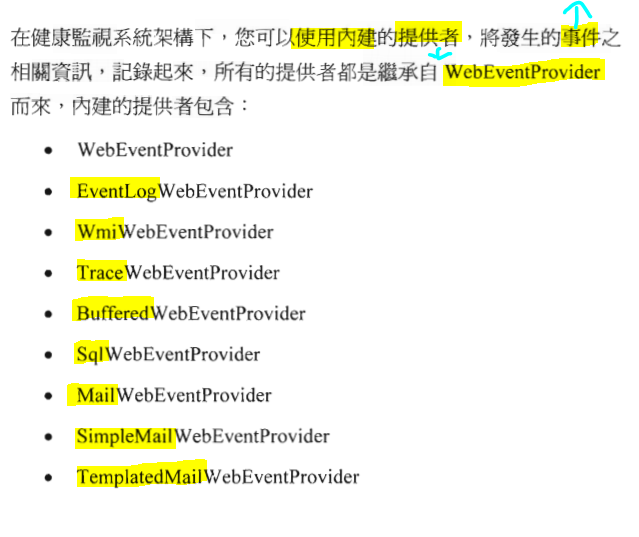 在健康監視系統架構下，您可以使用內建的提供者，將發生的事件之
相關資訊，記錄起來，所有的提供者都是繼承自 WebEventProvider
而來，內建的提供者包含：
• WebEventProvider
• EventLogWebEventProvider
• WmiWebEventProvider
• TraceWebEventProvider
• BufferedWebEventProvider
• SqlWebEventProvider
• MailWebEventProvider
• SimpleMailWebEventProvider
• TemplatedMailWebEventProvider